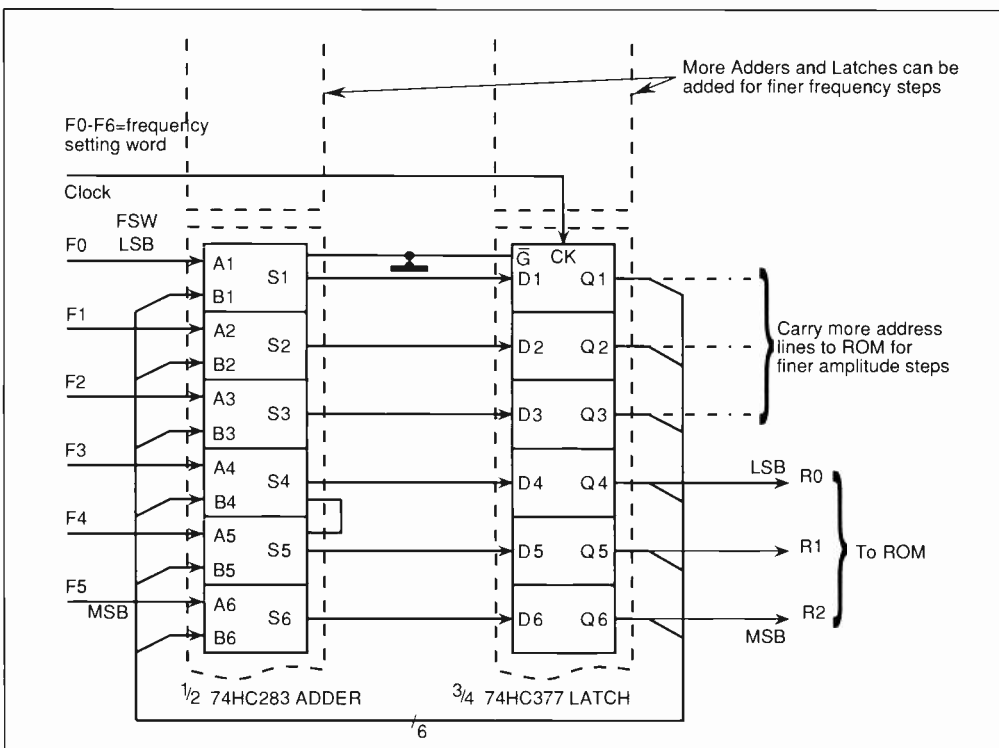 More Adders and Latches can be
added for finer frequency steps
F0-F6=frequency
setting word
Clock
FSW
LSB
F0
F1
F2
F3
F4
F5
MSB
A1
B1
S1
A2
B2
S2
A3
B3
S3
A4
B4
S4
A5
B5
S5
A6
B6
S6
G̅ CK
D1 Q1
D2 Q2
D3 Q3
D4 Q4
D5 Q5
D6 Q6
Carry more address
lines to ROM for
finer amplitude steps
LSB R0
R1
To ROM
R2
MSB
1/2 74HC283 ADDER
3/4 74HC377 LATCH
/6